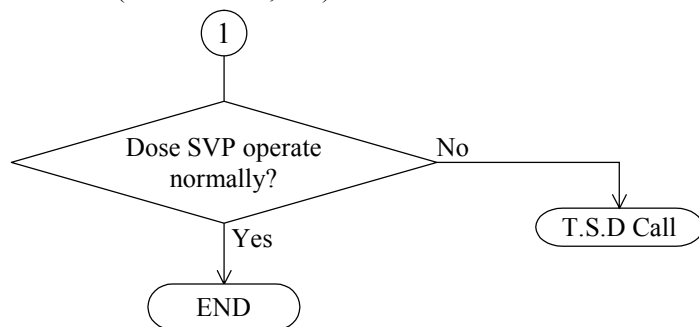 1
Dose SVP operate
normally?
No
Yes
T.S.D Call
END